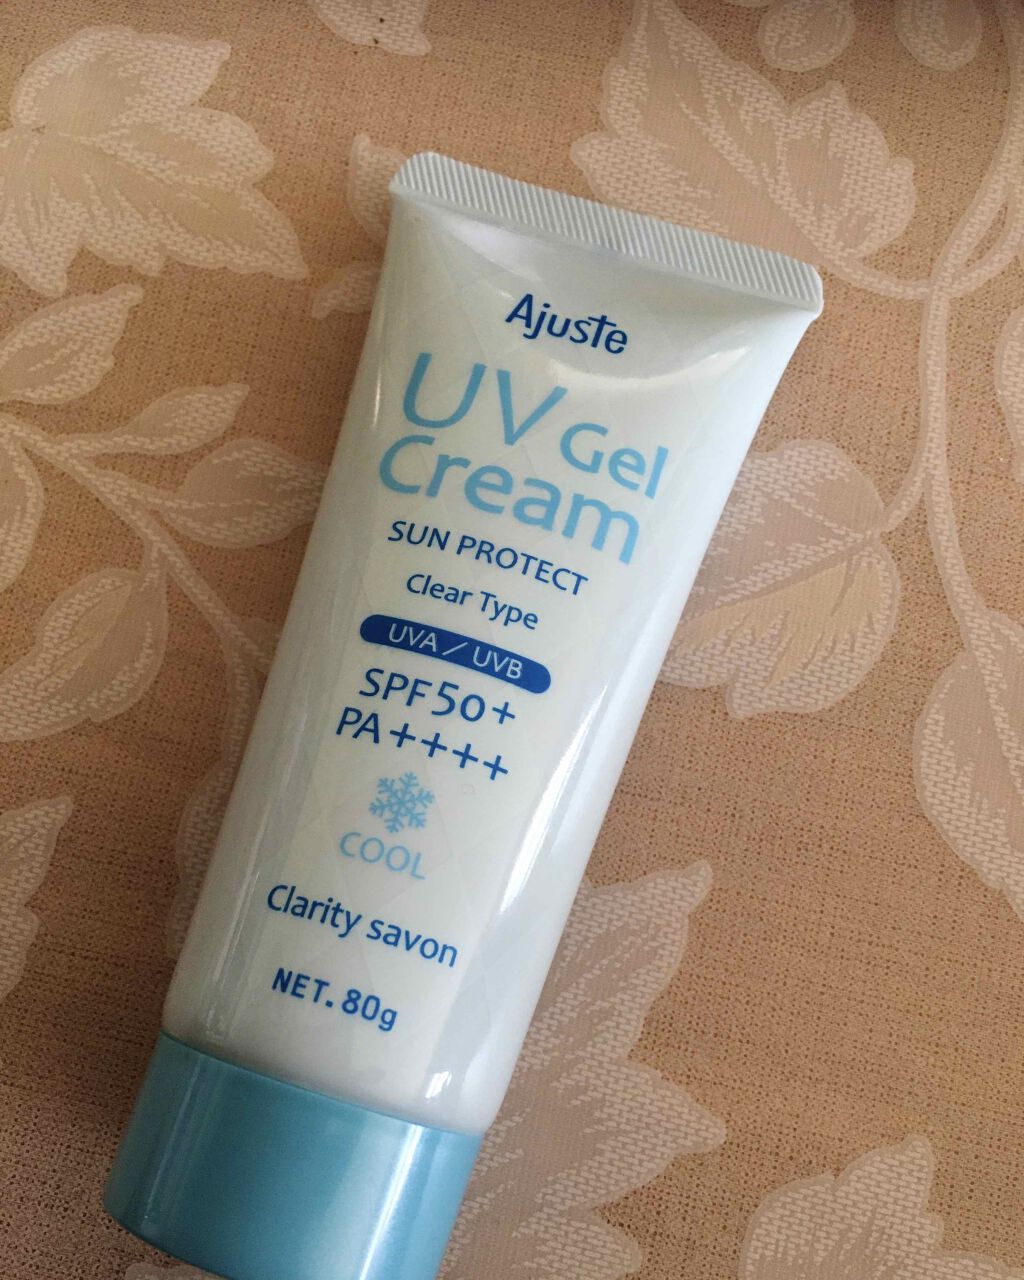 Ajuste
UV Gel
Cream
SUN PROTECT
Clear Type
UVA／UVB
SPF50+
PA++++
COOL
Clarity savon
NET. 80g